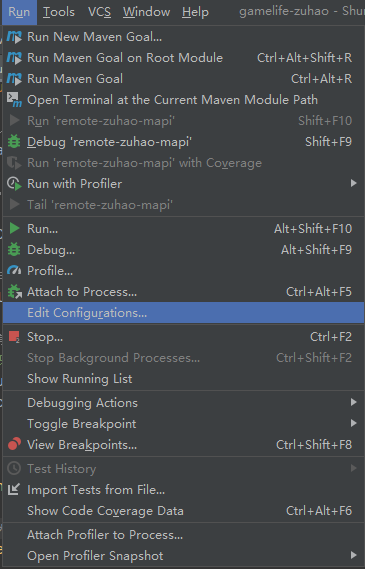 Run Tools VCS Window Help gamelife-zuhao - Shu
Run New Maven Goal...
Run Maven Goal on Root Module Ctrl+Alt+Shift+R
Run Maven Goal Ctrl+Alt+R
Open Terminal at the Current Maven Module Path
Run 'remote-zuhao-mapi' Shift+F10
Debug 'remote-zuhao-mapi' Shift+F9
Run 'remote-zuhao-mapi' with Coverage
Run with Profiler
Tail 'remote-zuhao-mapi'
Run... Alt+Shift+F10
Debug... Alt+Shift+F9
Profile...
Attach to Process... Ctrl+Alt+F5
Edit Configurations...
Stop... Ctrl+F2
Stop Background Processes... Ctrl+Shift+F2
Show Running List
Debugging Actions
Toggle Breakpoint
View Breakpoints... Ctrl+Shift+F8
Test History
Import Tests from File...
Show Code Coverage Data Ctrl+Alt+F6
Attach Profiler to Process...
Open Profiler Snapshot